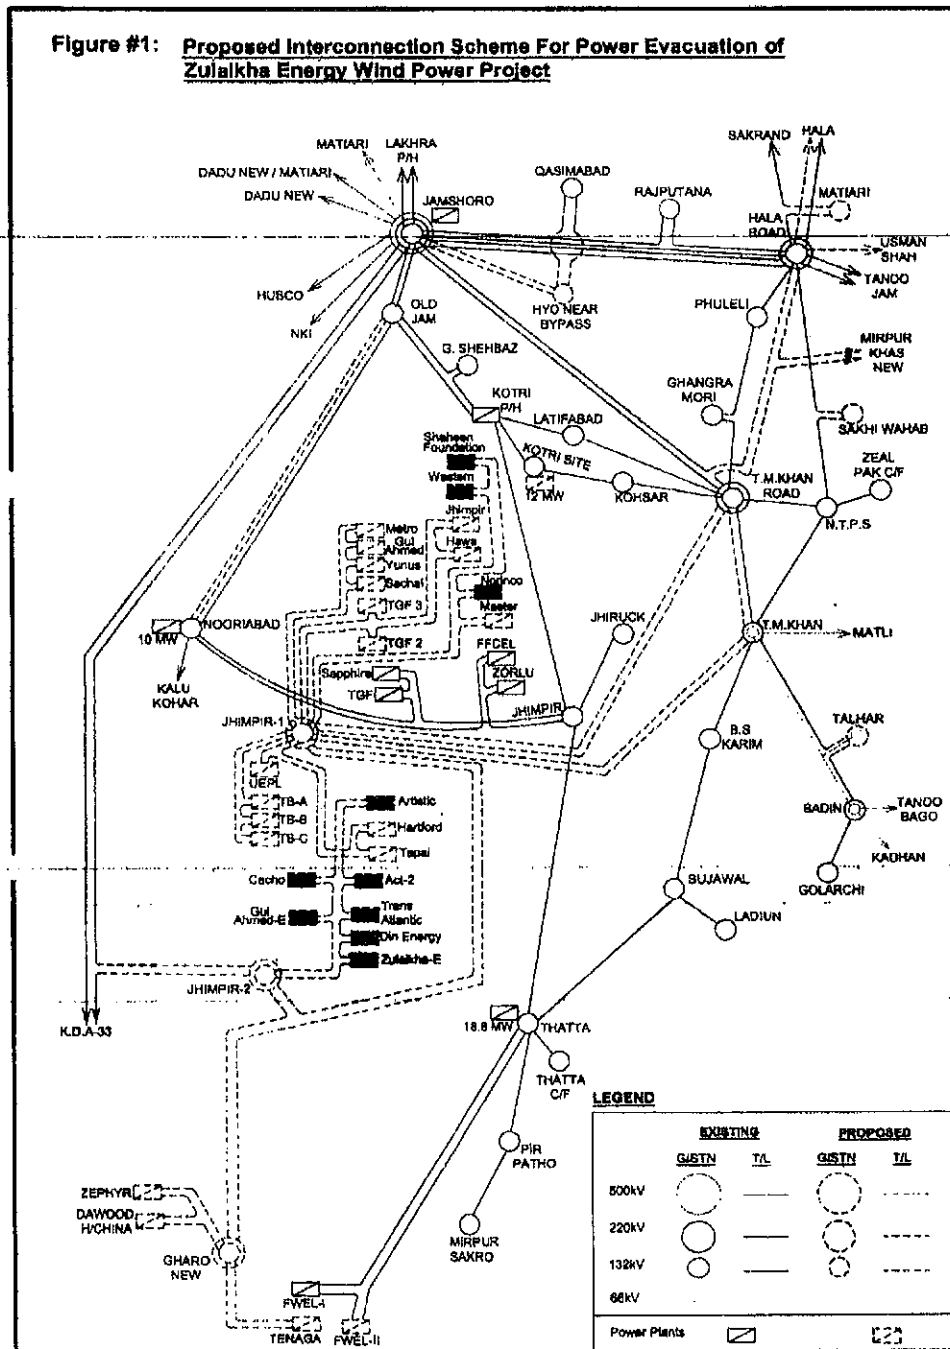 Figure #1: Proposed Interconnection Scheme For Power Evacuation of
Zulaikha Energy Wind Power Project
MATIARI
LAKHRA
P/H
SAKRAND
HALA
DADU NEW / MATIARI
QASIMABAD
RAJPUTANA
MATIARI
DADU NEW
JAMSHORO
HALA
ROAD
USMAN
SHAH
HUBCO
TANDO
JAM
OLD
JAM
HYD NEAR
BYPASS
PHULELI
NKI
G. SHEHBAZ
MIRPUR
KHAS
NEW
KOTRI
P/H
GHANGRA
MORI
LATIFABAD
SAKHI WAHAB
Shaheen
Foundation
KOTRI SITE
ZEAL
PAK C/F
Western
12 MW
KOHSAR
T.M.KHAN
ROAD
N.T.P.S
Jhimpir
Metro
Gul
Ahmed
Hawa
Yunus
Sachal
Norinco
TGF 3
Master
10 MW
NOORIABAD
TGF 2
FFCEL
JHIRUCK
T.M.KHAN
MATLI
KALU
KOHAR
Sapphire
ZORLU
TGF
JHIMPIR
JHIMPIR-1
B.S
KARIM
TALHAR
UEPL
TB-A
Artistic
BADIN
TANDO
BAGO
TB-B
Hartford
TB-C
Tapal
KADHAN
Cacho
Act-2
SUJAWAL
GOLARCHI
Gul
Ahmed-E
Trans
Atlantic
LADIUN
Din Energy
Zulaikha-E
JHIMPIR-2
K.D.A-33
18.8 MW
THATTA
THATTA
C/F
PIR
PATHO
ZEPHYR
DAWOOD
H/CHINA
MIRPUR
SAKRO
GHARO
NEW
FWEL-I
TENAGA
FWEL-II
LEGEND
EXISTING PROPOSED
G/STN T/L G/STN T/L
500kV
220kV
132kV
66kV
Power Plants